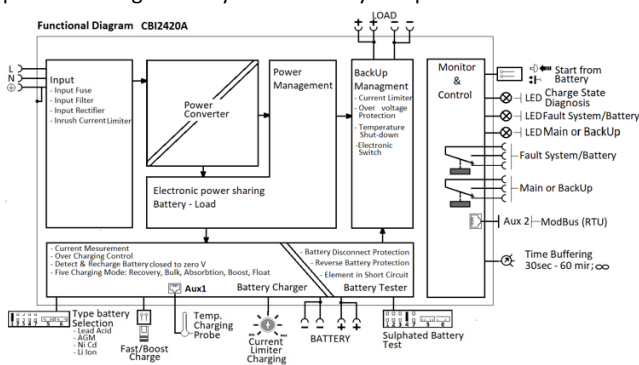 Functional Diagram CBI2420A
LOAD
+ + - -
L
N
Input
- Input Fuse
- Input Filter
- Input Rectifier
- Inrush Current Limiter
Power
Converter
Power
Management
BackUp
Managment
- Current Limiter
- Over voltage
Protection
- Temperature
Shut-down
-Electronic
Switch
Monitor
&
Control
Start from
Battery
LED Charge State
Diagnosis
LED Fault System/Battery
LED Main or BackUp
Fault System/Battery
Main or BackUp
Aux 2 ModBus (RTU)
Time Buffering
30sec - 60 mir; ∞
Electronic power sharing
Battery - Load
- Current Mesurement
- Over Charging Control
- Detect & Recharge Battery closed to zero V
- Five Charging Mode: Recovery, Bulk, Absorbtion, Boost, Float
Aux1
Battery Charger
- Battery Disconnect Protection
- Reverse Battery Protection
- Element in Short Circuit
Battery Tester
Type battery
Selection
- Lead Acid
- AGM
- Ni Cd
- Li Ion
Fast/Boost
Charge
Temp.
Charging
Probe
Current
Limiter
Charging
- - + +
BATTERY
Sulphated Battery
Test